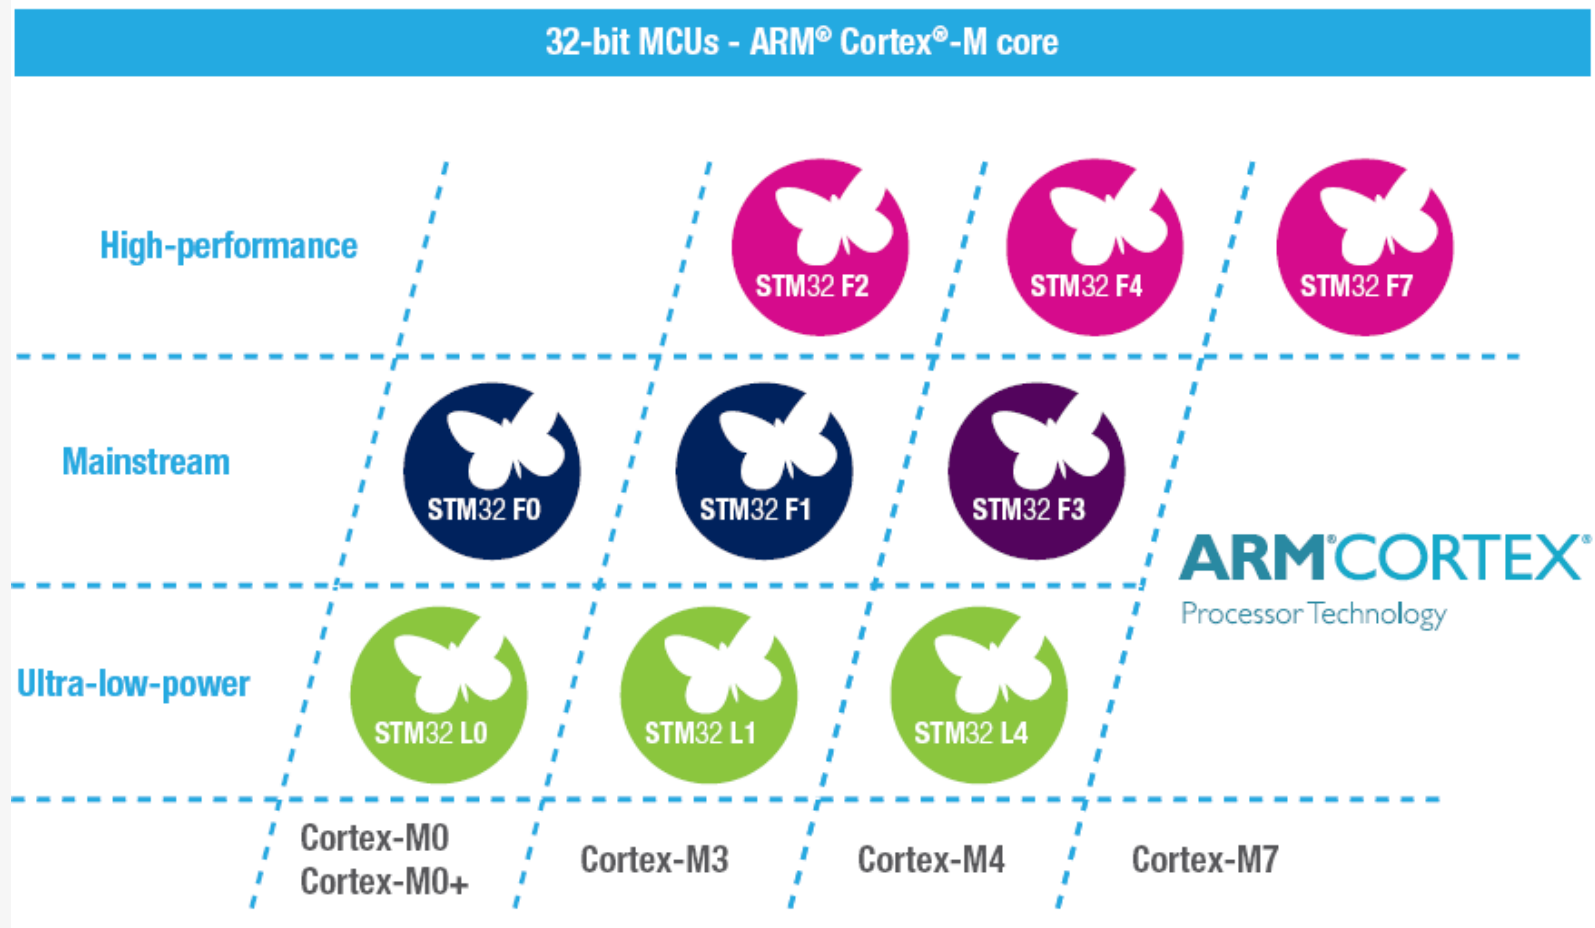 32-bit MCUs - ARM® Cortex®-M core
High-performance
STM32 F2
STM32 F4
STM32 F7
Mainstream
STM32 F0
STM32 F1
STM32 F3
ARM®CORTEX®
Processor Technology
Ultra-low-power
STM32 L0
STM32 L1
STM32 L4
Cortex-M0
Cortex-M0+
Cortex-M3
Cortex-M4
Cortex-M7